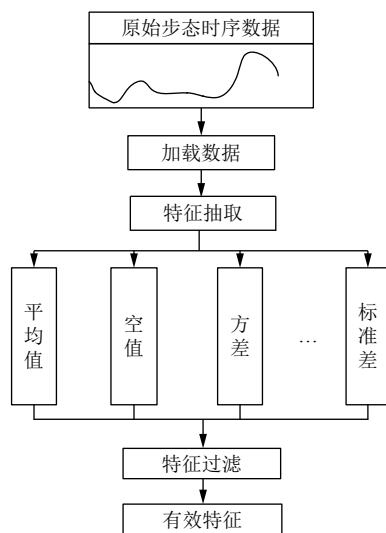 原始步态时序数据
加载数据
特征抽取
平均值
空值
方差
…
标准差
特征过滤
有效特征